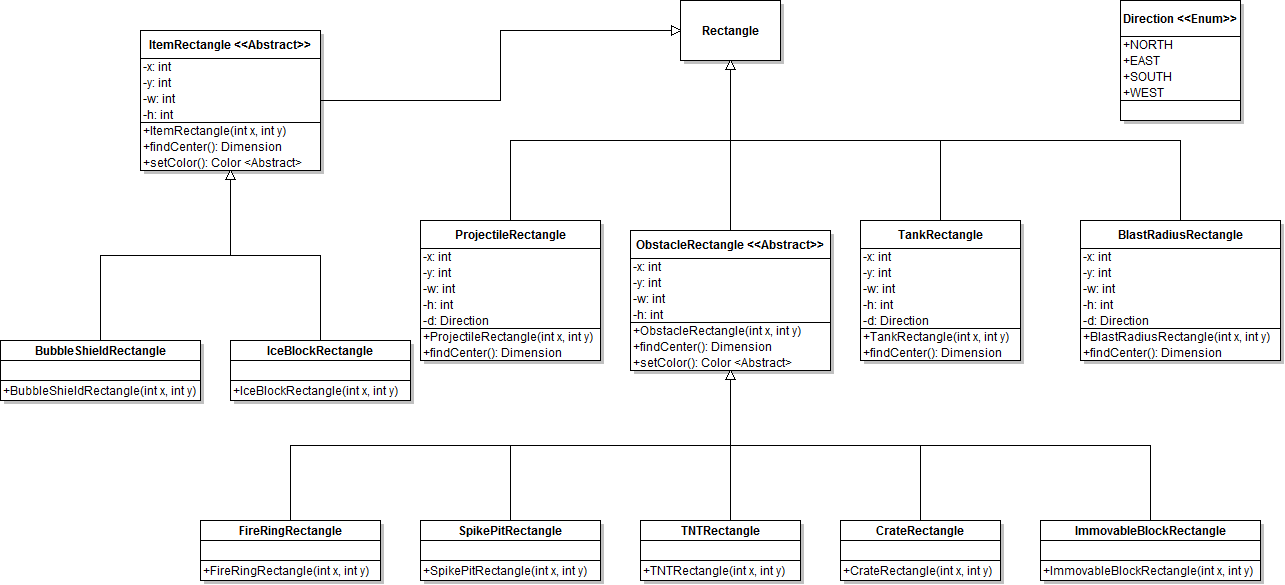 Rectangle
Direction <<Enum>>
+NORTH
+EAST
+SOUTH
+WEST
ItemRectangle <<Abstract>>
-x: int
-y: int
-w: int
-h: int
+ItemRectangle(int x, int y)
+findCenter(): Dimension
+setColor(): Color <Abstract>
ProjectileRectangle
-x: int
-y: int
-w: int
-h: int
-d: Direction
+ProjectileRectangle(int x, int y)
+findCenter(): Dimension
ObstacleRectangle <<Abstract>>
-x: int
-y: int
-w: int
-h: int
+ObstacleRectangle(int x, int y)
+findCenter(): Dimension
+setColor(): Color <Abstract>
TankRectangle
-x: int
-y: int
-w: int
-h: int
-d: Direction
+TankRectangle(int x, int y)
+findCenter(): Dimension
BlastRadiusRectangle
-x: int
-y: int
-w: int
-h: int
-d: Direction
+BlastRadiusRectangle(int x, int y)
+findCenter(): Dimension
BubbleShieldRectangle
+BubbleShieldRectangle(int x, int y)
IceBlockRectangle
+IceBlockRectangle(int x, int y)
FireRingRectangle
+FireRingRectangle(int x, int y)
SpikePitRectangle
+SpikePitRectangle(int x, int y)
TNTRectangle
+TNTRectangle(int x, int y)
CrateRectangle
+CrateRectangle(int x, int y)
ImmovableBlockRectangle
+ImmovableBlockRectangle(int x, int y)